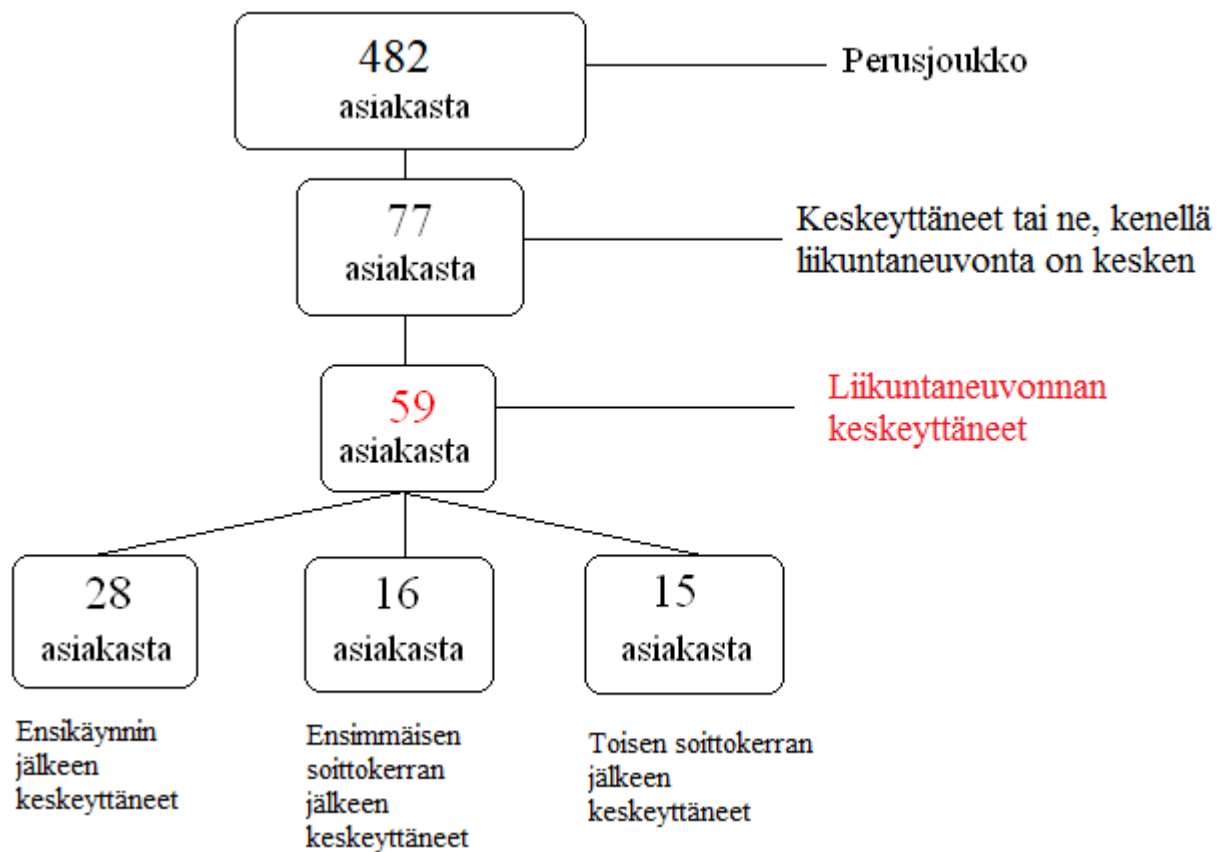 482
asiakasta
Perusjoukko
77
asiakasta
Keskeyttäneet tai ne, kenellä
liikuntaneuvonta on kesken
59
asiakasta
Liikuntaneuvonnan
keskeyttäneet
28
asiakasta
16
asiakasta
15
asiakasta
Ensikäynnin
jälkeen
keskeyttäneet
Ensimmäisen
soittokerran
jälkeen
keskeyttäneet
Toisen soittokerran
jälkeen
keskeyttäneet